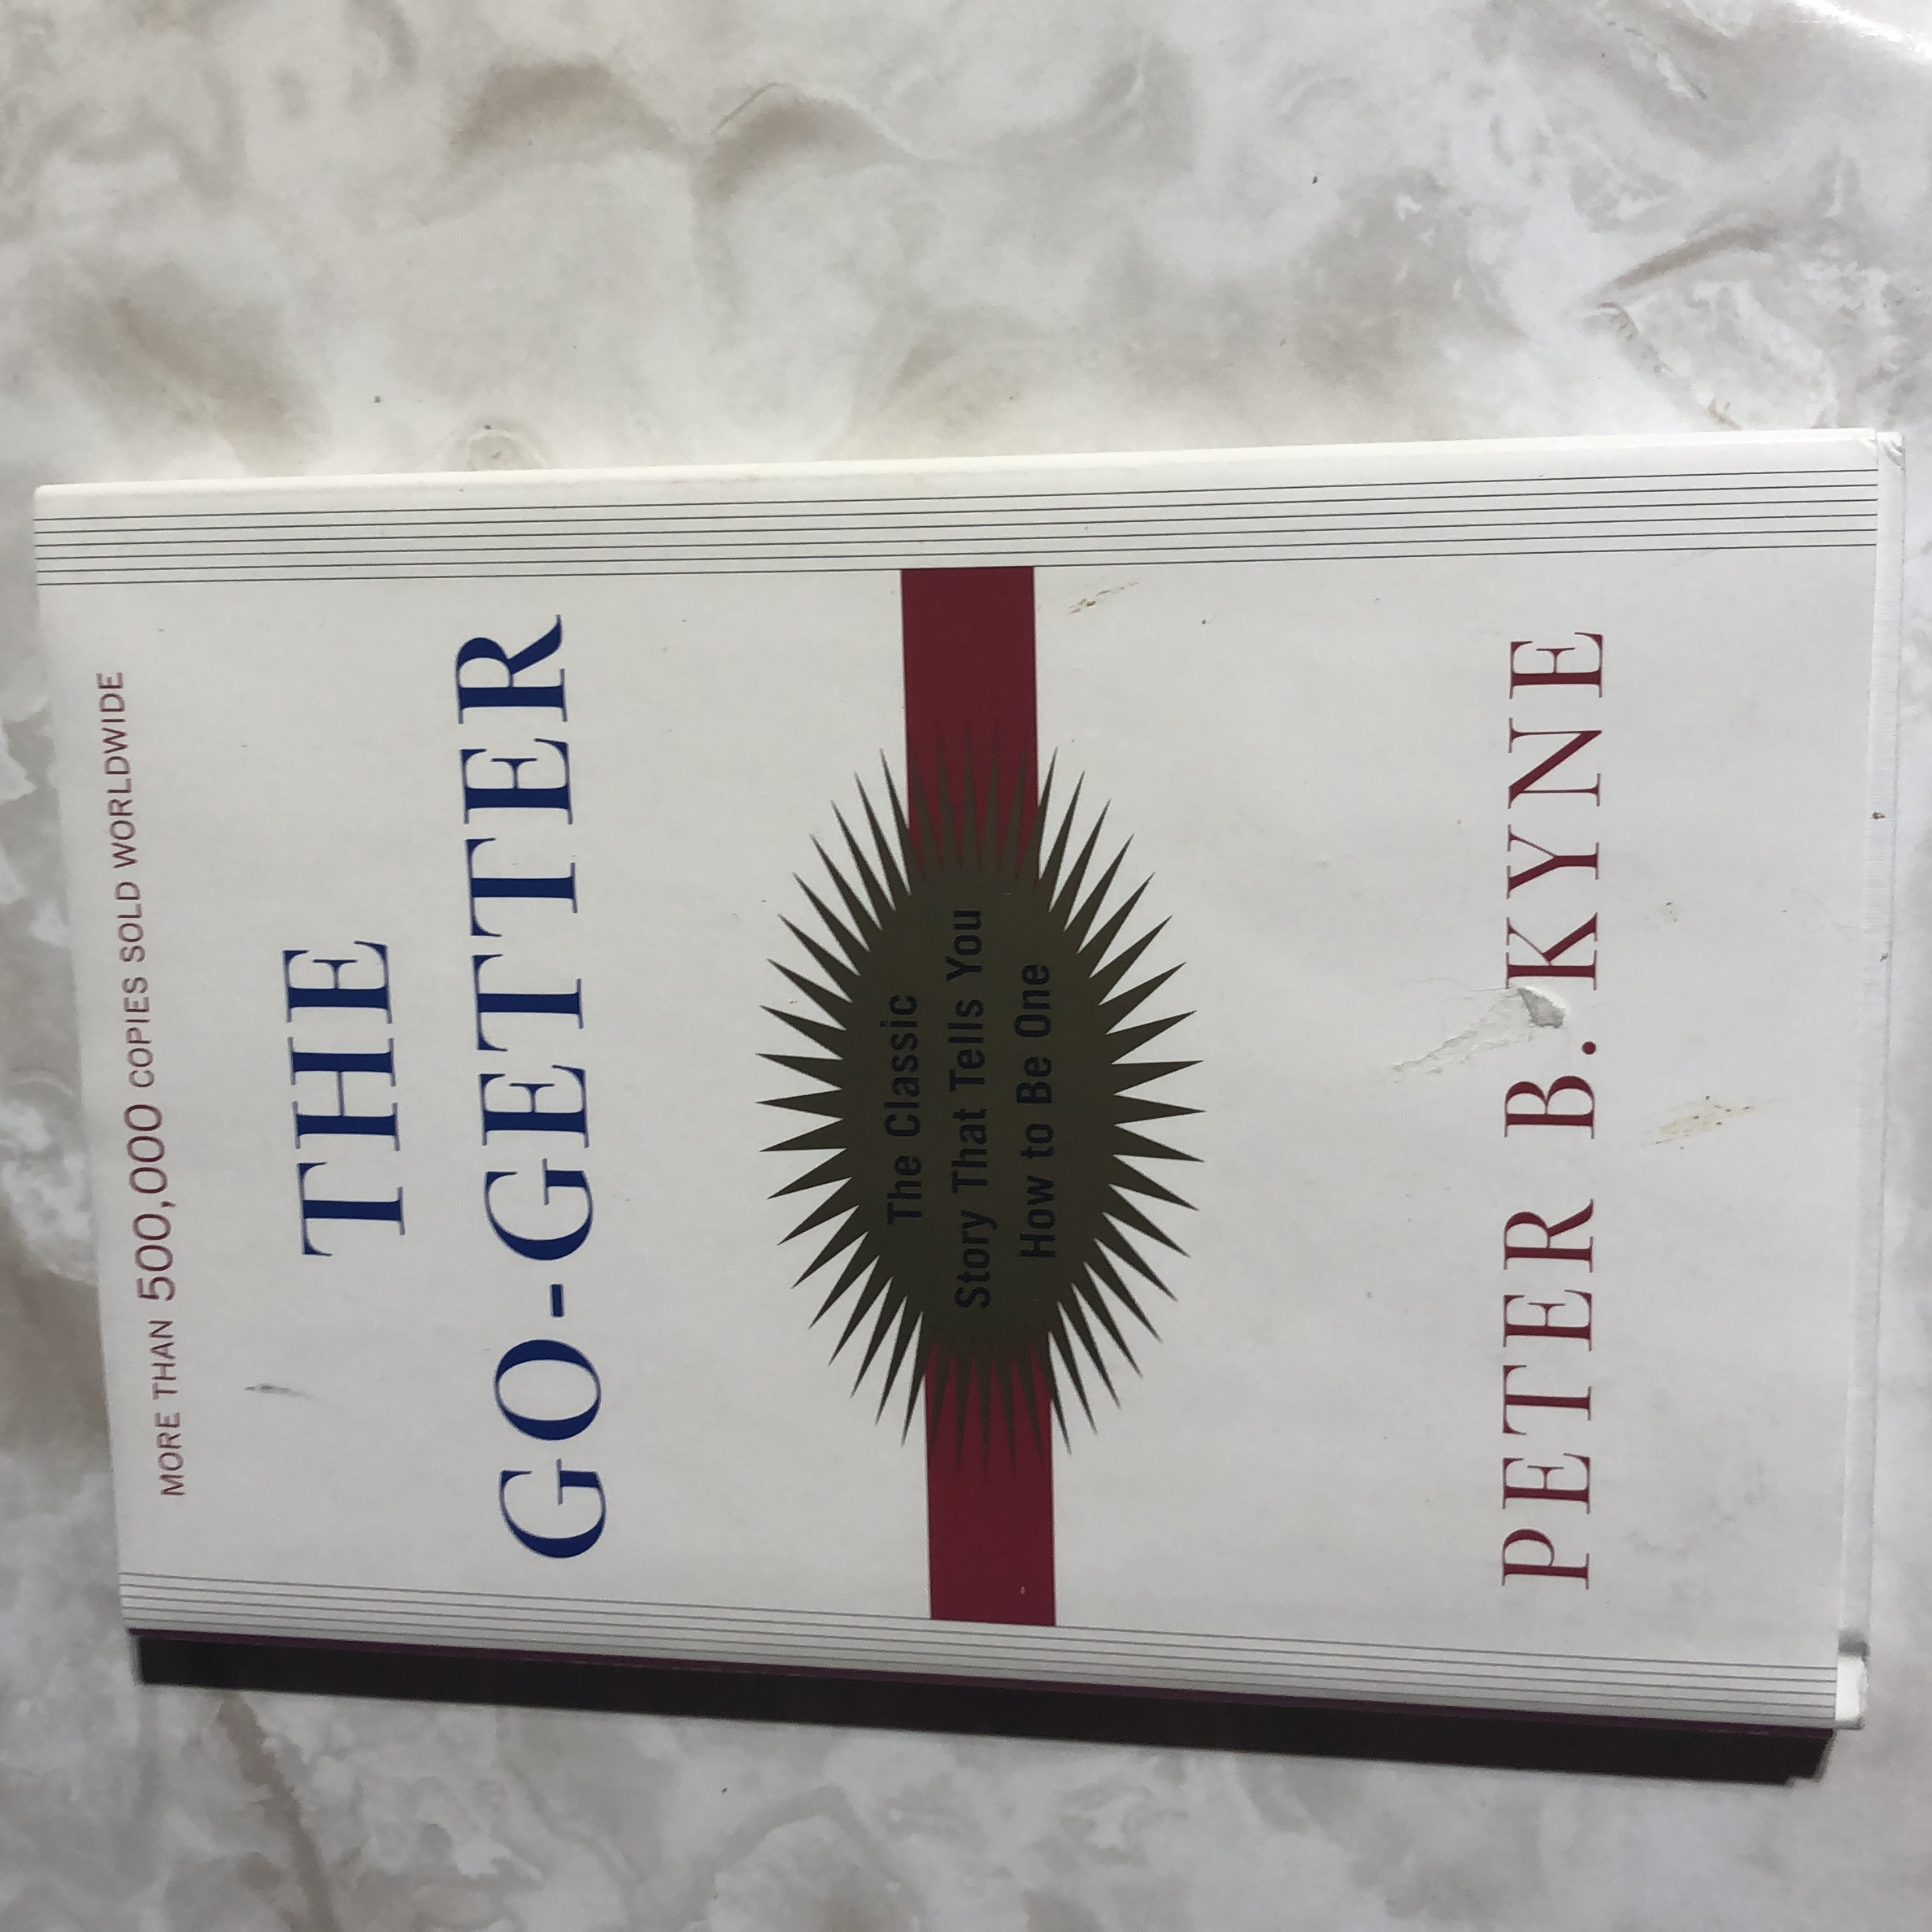 MORE THAN 500,000 COPIES SOLD WORLDWIDE
THE
GO-GETTER
The Classic
Story That Tells You
How to Be One
PETER B. KYNE